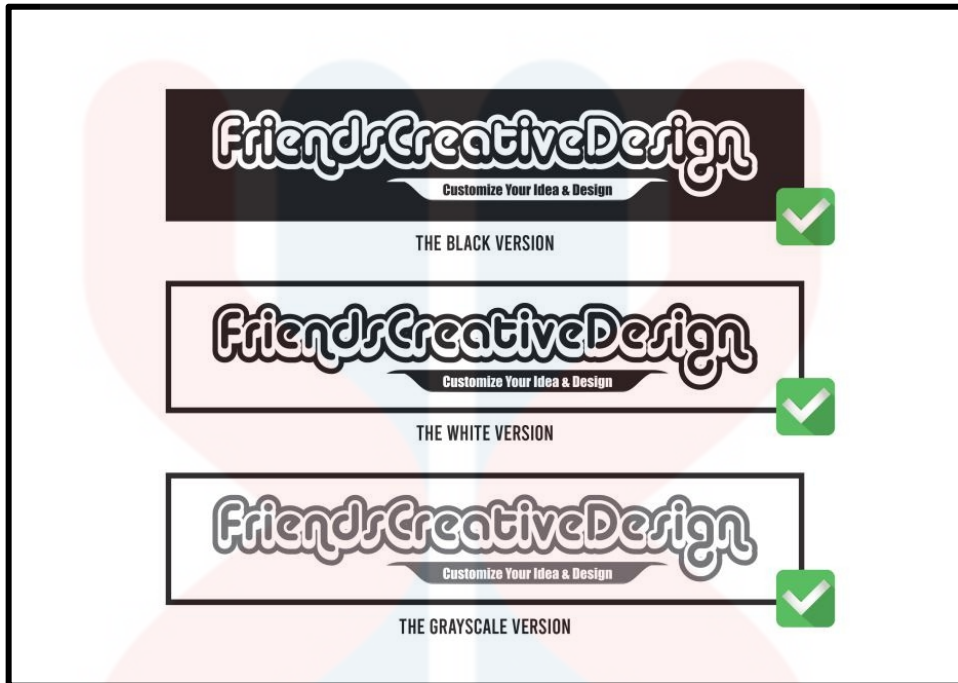 FriendsCreativeDesign
Customize Your Idea & Design
THE BLACK VERSION
FriendsCreativeDesign
Customize Your Idea & Design
THE WHITE VERSION
FriendsCreativeDesign
Customize Your Idea & Design
THE GRAYSCALE VERSION